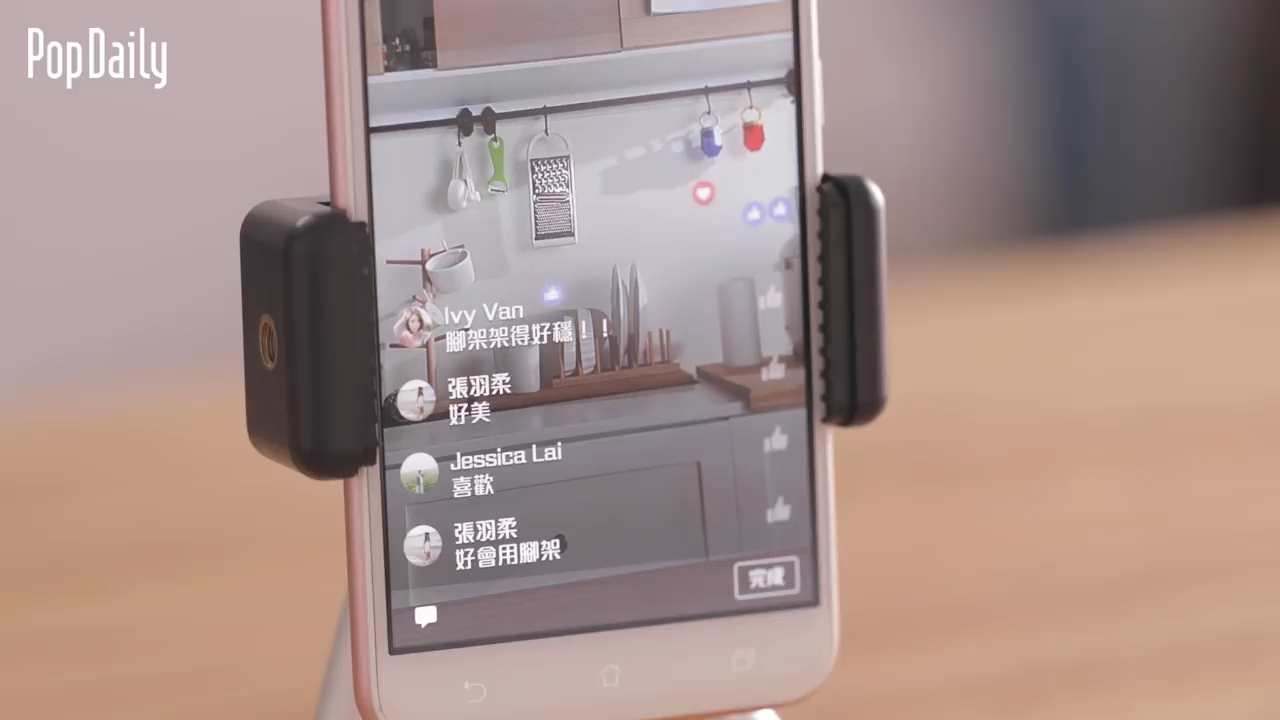 PopDaily
Ivy Van
腳架架得好穩！！
張羽柔
好美
Jessica Lai
喜歡
張羽柔
好會用腳架
完成